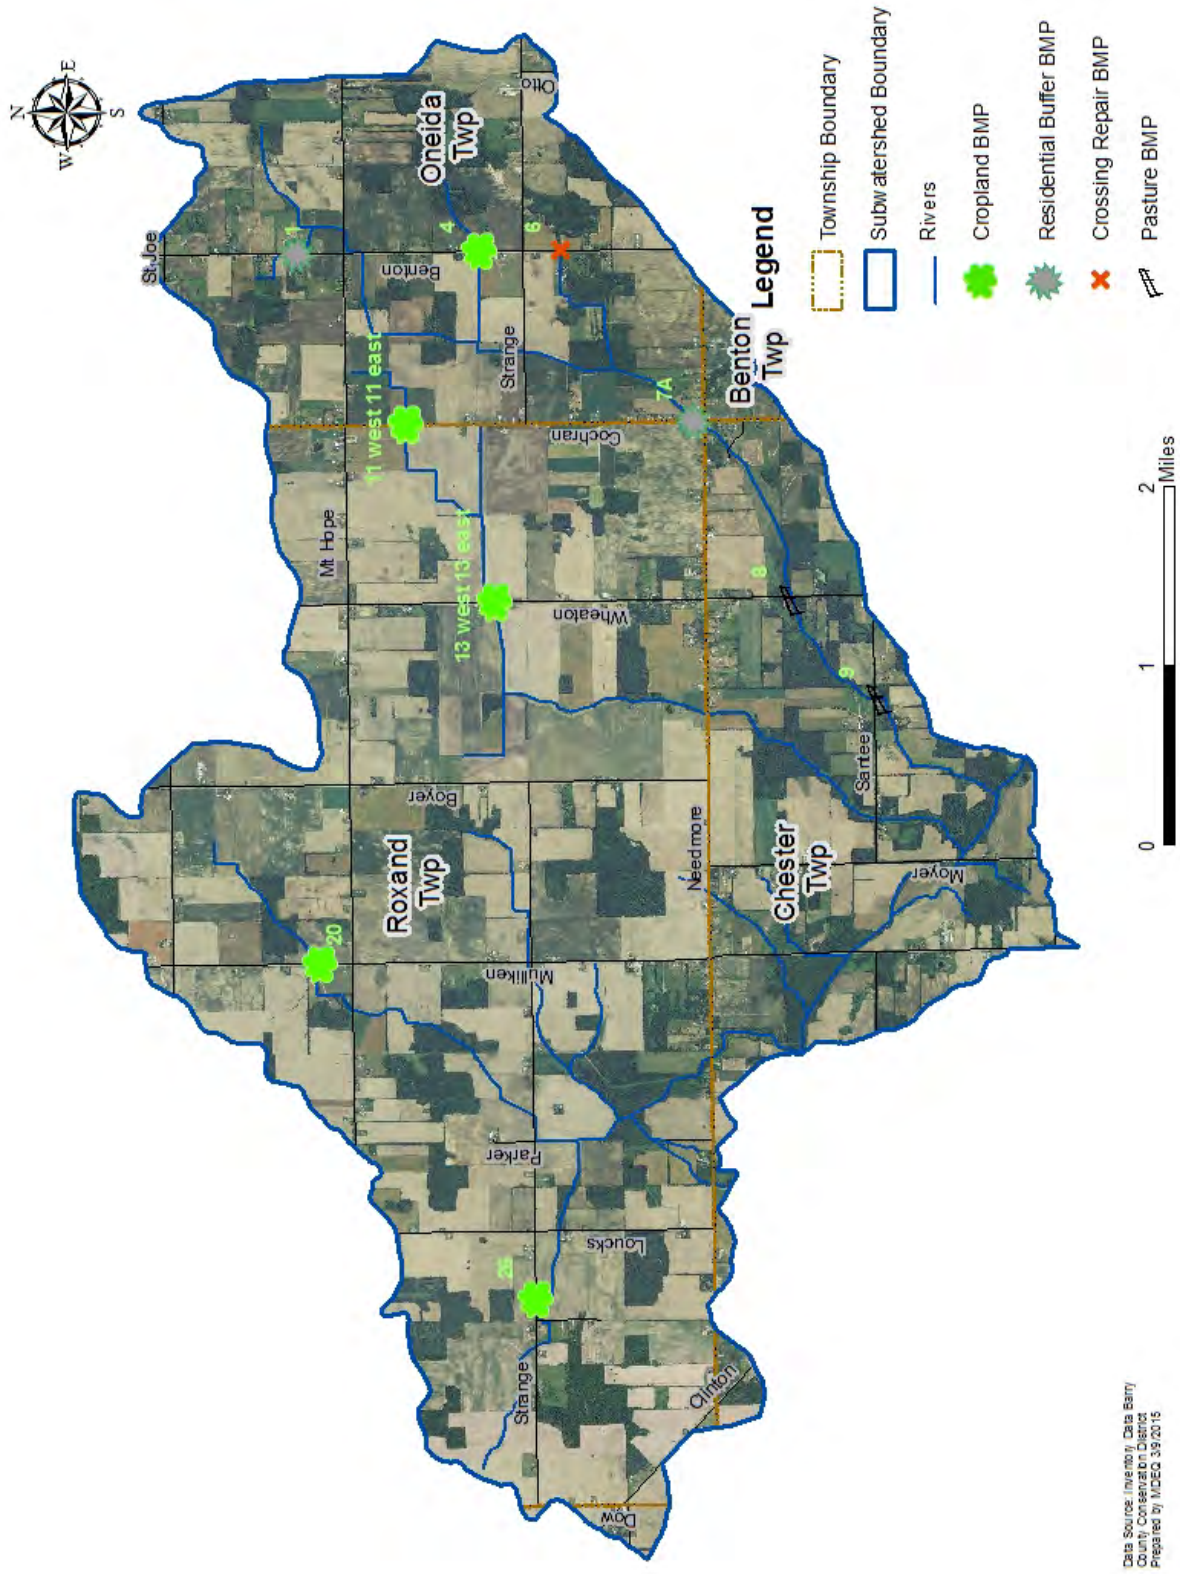 N
W
E
S
St Joe
1
Oneida
Twp
Otto
4
Benton
6
Strange
11 west 11 east
Cochran
7A
Benton
Twp
Mt Hope
13 west 13 east
Wheaton
8
9
Santee
Boyer
Roxand
Twp
Needmore
Chester
Twp
Moyer
20
Mulliken
Parker
Loucks
Strange
Clinton
Dow
Legend
Township Boundary
Subwatershed Boundary
Rivers
Cropland BMP
Residential Buffer BMP
Crossing Repair BMP
Pasture BMP
0 1 2
Miles
Data Source: Inventory Data Barry
County Conservation District
Prepared by MDEQ 3/9/2015